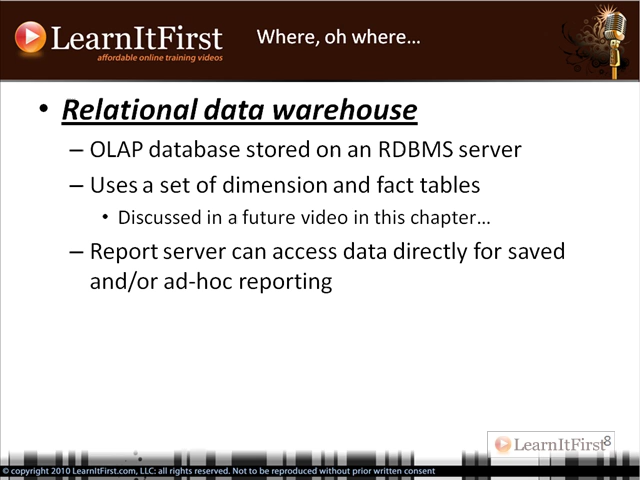 LearnItFirst
affordable online training videos
Where, oh where…
• Relational data warehouse
– OLAP database stored on an RDBMS server
– Uses a set of dimension and fact tables
• Discussed in a future video in this chapter…
– Report server can access data directly for saved
and/or ad-hoc reporting
LearnItFirst
8
© copyright 2010 LearnItFirst.com, LLC: all rights reserved. Not to be reproduced without prior written consent